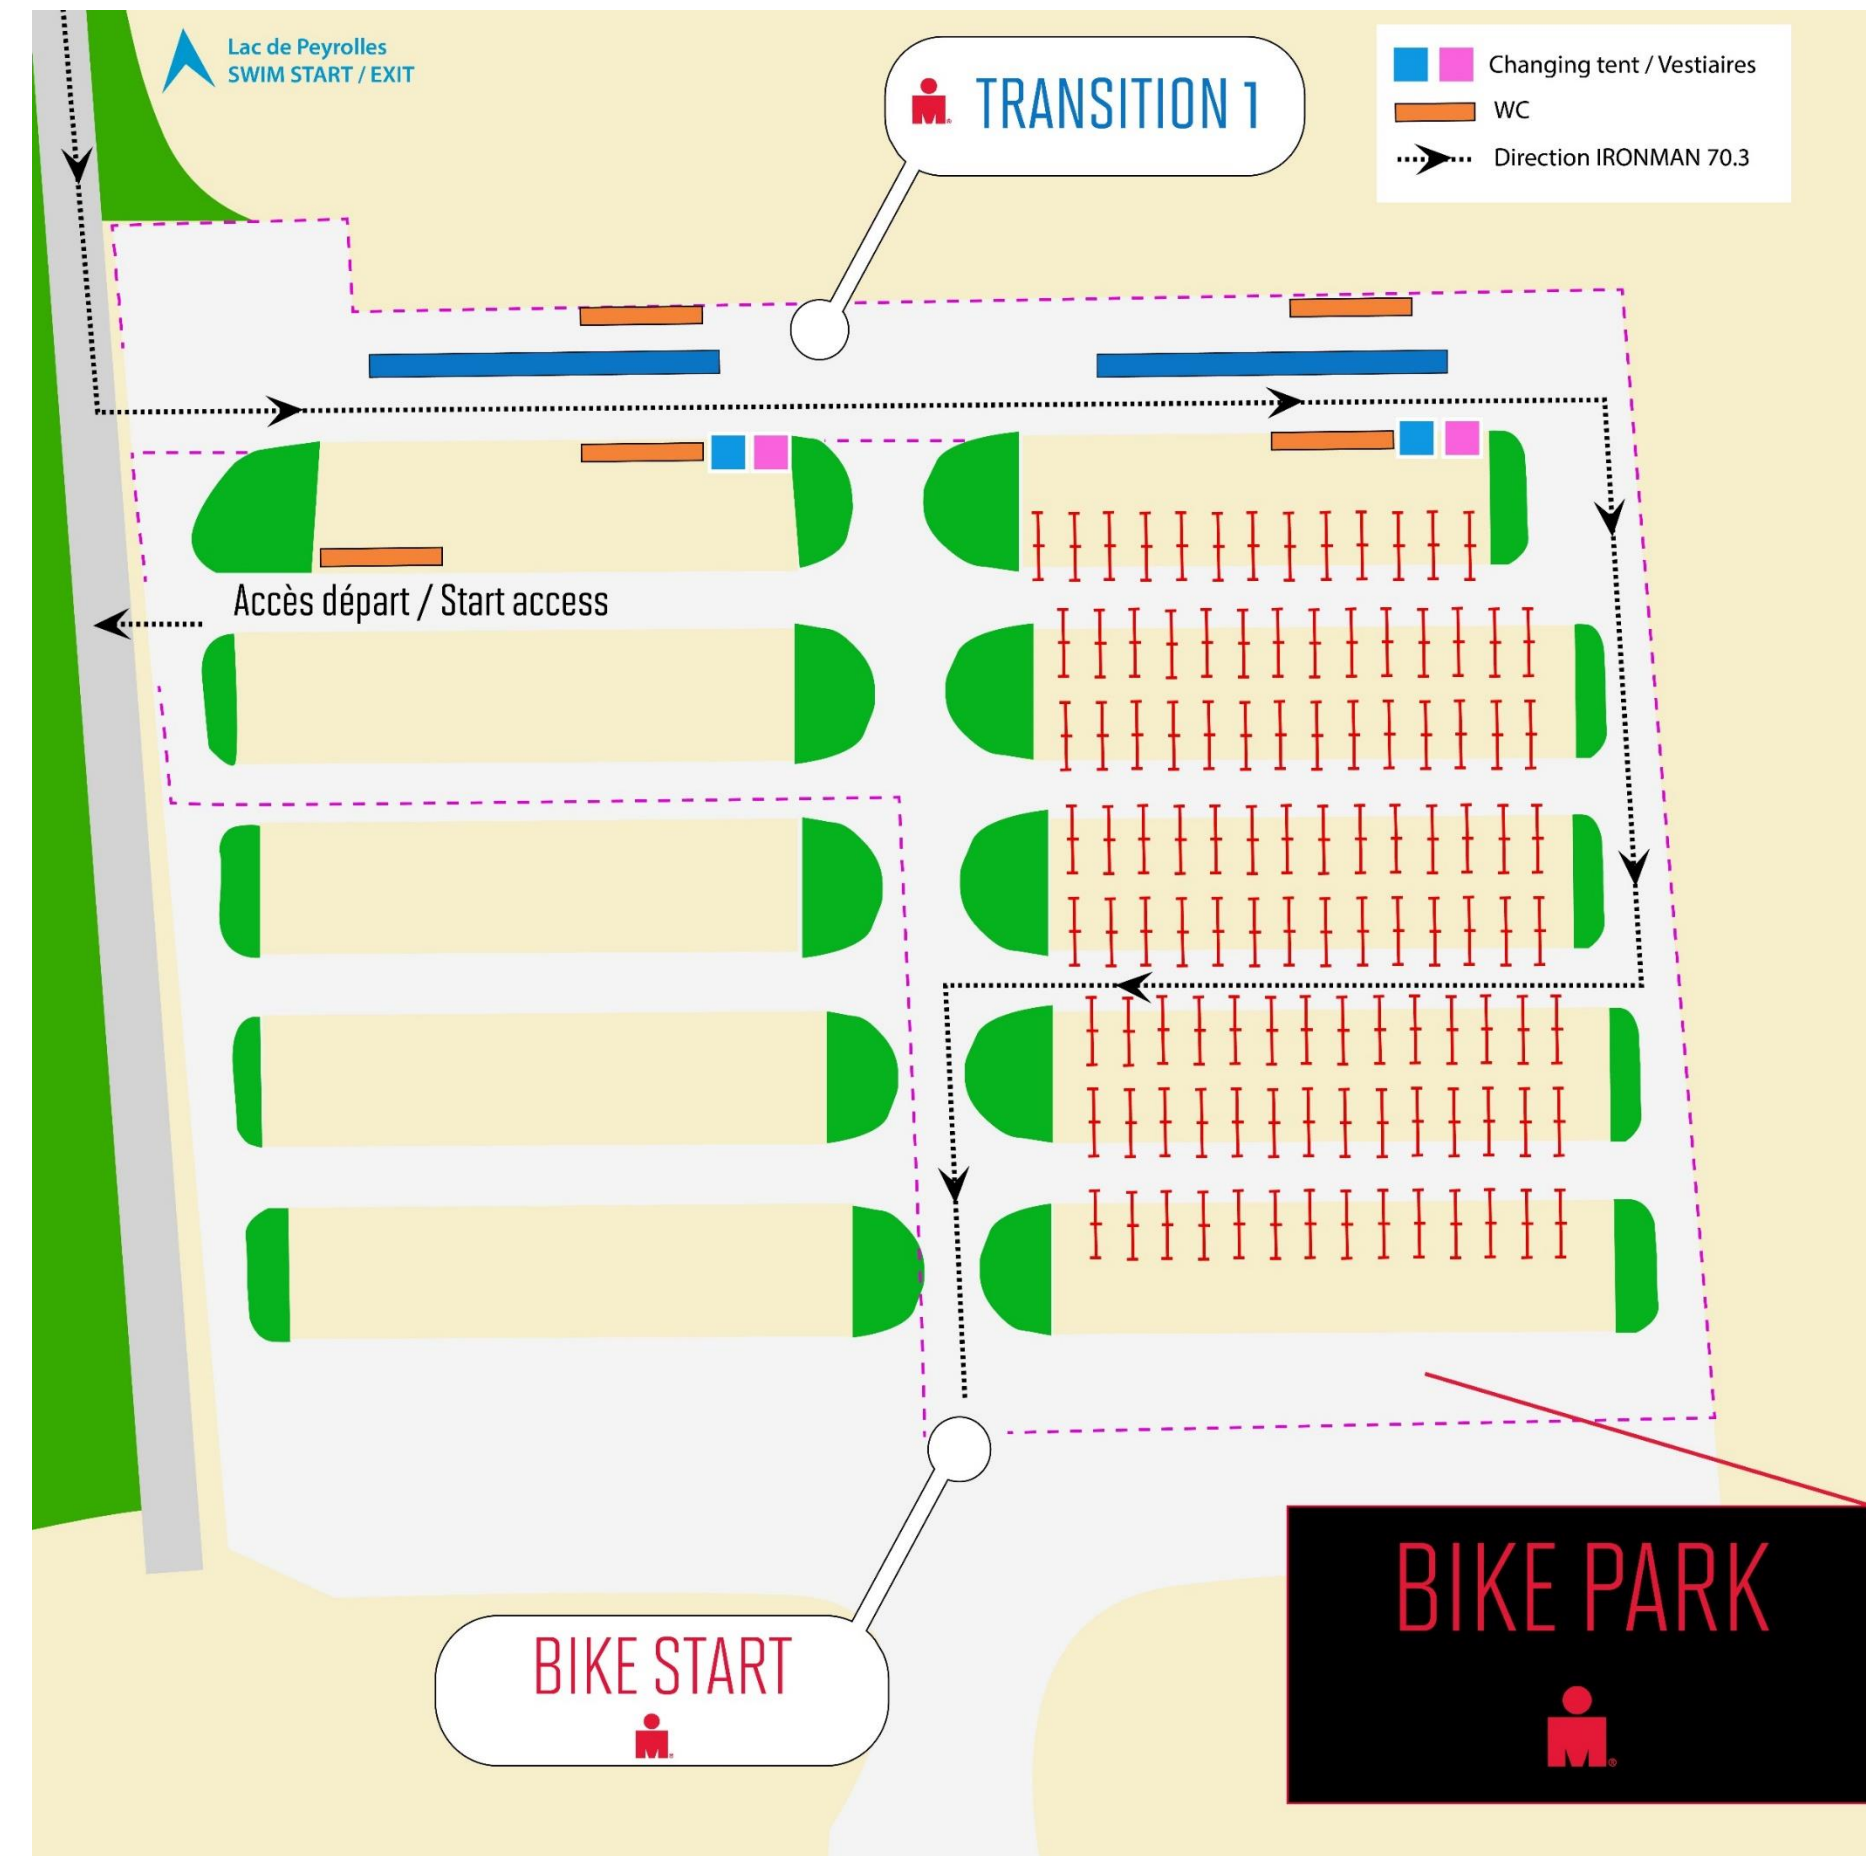 Lac de Peyrolles
SWIM START / EXIT
TRANSITION 1
Changing tent / Vestiaires
WC
Direction IRONMAN 70.3
Accès départ / Start access
BIKE START
BIKE PARK